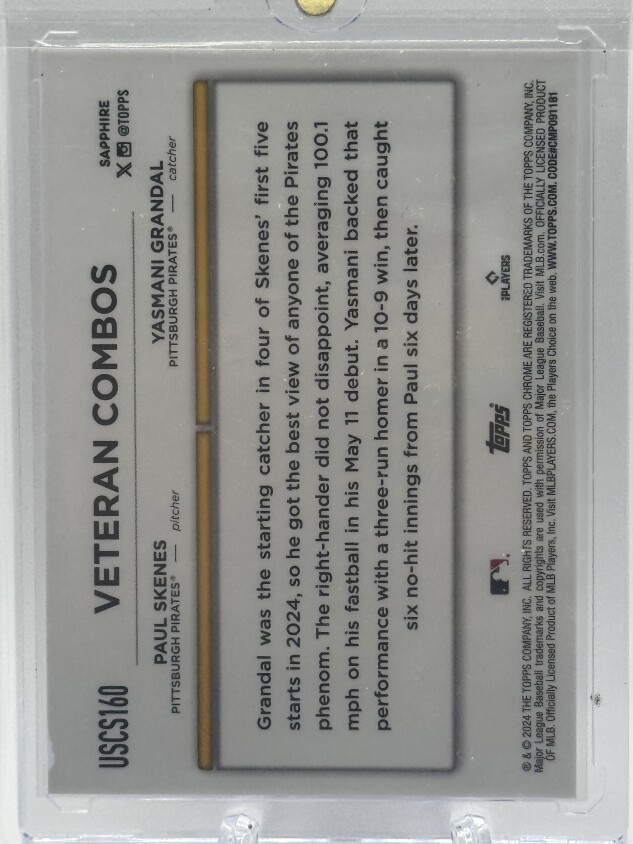 USCS160
VETERAN COMBOS
SAPPHIRE
X @TOPPS
PAUL SKENES
PITTSBURGH PIRATES® — pitcher
YASMANI GRANDAL
PITTSBURGH PIRATES® — catcher
Grandal was the starting catcher in four of Skenes' first five
starts in 2024, so he got the best view of anyone of the Pirates
phenom. The right-hander did not disappoint, averaging 100.1
mph on his fastball in his May 11 debut. Yasmani backed that
performance with a three-run homer in a 10-9 win, then caught
six no-hit innings from Paul six days later.
topps
PLAYERS
® & © 2024 THE TOPPS COMPANY, INC. ALL RIGHTS RESERVED. TOPPS AND TOPPS CHROME ARE REGISTERED TRADEMARKS OF THE TOPPS COMPANY, INC.
Major League Baseball trademarks and copyrights are used with permission of Major League Baseball. Visit MLB.com. OFFICIALLY LICENSED PRODUCT
OF MLB. Officially Licensed Product of MLB Players, Inc. Visit MLBPLAYERS.COM, the Players Choice on the web. WWW.TOPPS.COM. CODE#CMP091181